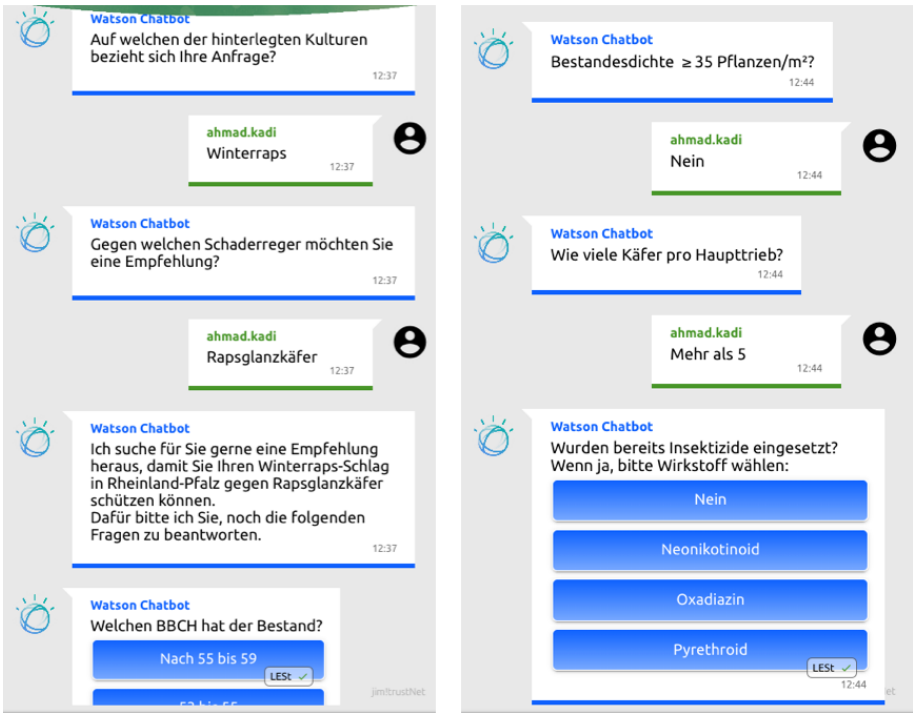 Watson Chatbot
Auf welchen der hinterlegten Kulturen
bezieht sich Ihre Anfrage?
12:37
ahmad.kadi
Winterraps
12:37
Watson Chatbot
Gegen welchen Schaderreger möchten Sie
eine Empfehlung?
12:37
ahmad.kadi
Rapsglanzkäfer
12:37
Watson Chatbot
Ich suche für Sie gerne eine Empfehlung
heraus, damit Sie Ihren Winterraps-Schlag
in Rheinland-Pfalz gegen Rapsglanzkäfer
schützen können.
Dafür bitte ich Sie, noch die folgenden
Fragen zu beantworten.
12:37
Watson Chatbot
Welchen BBCH hat der Bestand?
Nach 55 bis 59
LESt ✓
jim!trustNet
Watson Chatbot
Bestandesdichte ≥ 35 Pflanzen/m²?
12:44
ahmad.kadi
Nein
12:44
Watson Chatbot
Wie viele Käfer pro Haupttrieb?
12:44
ahmad.kadi
Mehr als 5
12:44
Watson Chatbot
Wurden bereits Insektizide eingesetzt?
Wenn ja, bitte Wirkstoff wählen:
Nein
Neonikotinoid
Oxadiazin
Pyrethroid
LESt ✓
12:44
et